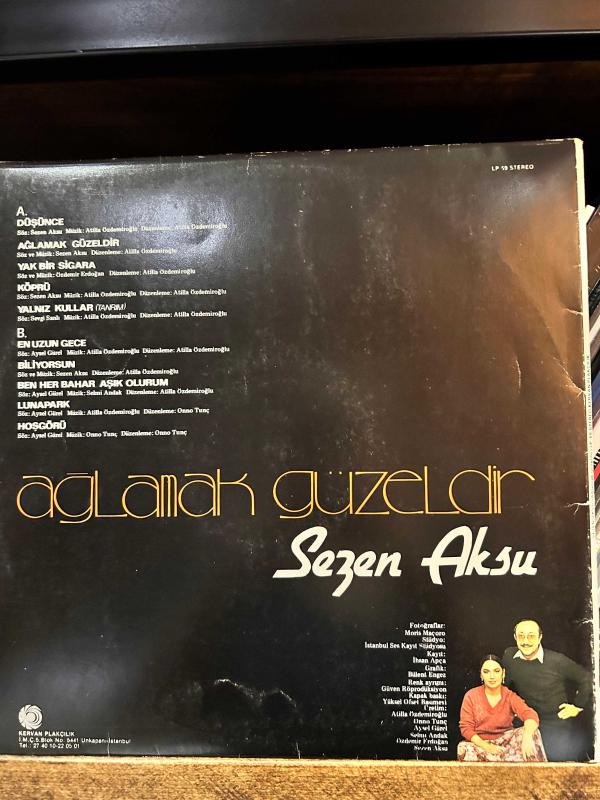 LP 59 STEREO
A.
DÜŞÜNCE
Söz: Sezen Aksu Müzik: Atilla Özdemiroğlu Düzenleme: Atilla Özdemiroğlu
AĞLAMAK GÜZELDİR
Söz ve Müzik: Sezen Aksu Düzenleme: Atilla Özdemiroğlu
YAK BİR SİGARA
Söz ve Müzik: Özdemir Erdoğan Düzenleme: Atilla Özdemiroğlu
KÖPRÜ
Söz: Sezen Aksu Müzik: Atilla Özdemiroğlu Düzenleme: Atilla Özdemiroğlu
YALNIZ KULLAR (TANRIM)
Söz: Sevgi Sanlı Müzik: Atilla Özdemiroğlu Düzenleme: Atilla Özdemiroğlu
B.
EN UZUN GECE
Söz: Aysel Gürel Müzik: Atilla Özdemiroğlu Düzenleme: Atilla Özdemiroğlu
BİLİYORSUN
Söz ve Müzik: Sezen Aksu Düzenleme: Atilla Özdemiroğlu
BEN HER BAHAR AŞIK OLURUM
Söz: Aysel Gürel Müzik: Selmi Andak Düzenleme: Atilla Özdemiroğlu
LUNAPARK
Söz: Aysel Gürel Müzik: Atilla Özdemiroğlu Düzenleme: Onno Tunç
HOŞGÖRÜ
Söz: Aysel Gürel Müzik: Onno Tunç Düzenleme: Onno Tunç
ağlamak güzeldir
Sezen Aksu
Fotoğraflar:
Moris Maçoro
Stüdyo:
İstanbul Ses Kayıt Stüdyosu
Kayıt:
İhsan Apça
Grafik:
Bülent Engez
Renk ayrımı:
Güven Röprodüksiyon
Kapak baskı:
Yüksel Ofset Basımevi
Üretim:
Atilla Özdemiroğlu
Onno Tunç
Aysel Gürel
Selmi Andak
Özdemir Erdoğan
Sezen Aksu
KERVAN PLAKÇILIK
İ.M.Ç. 5. Blok No: 5441 Unkapanı-İstanbul
Tel.: 27 40 10-22 05 01